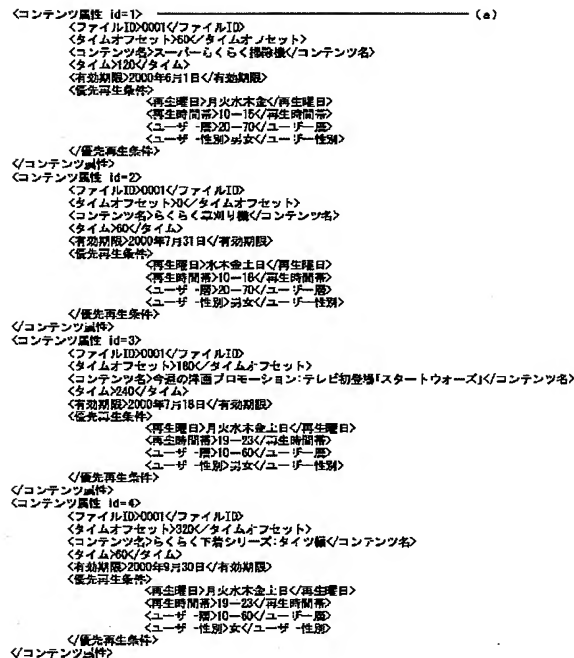 <コンテンツ属性 id=1> (a)
<ファイルID>0001</ファイルID>
<タイムオフセット>60</タイムオフセット>
<コンテンツ名>スーパーらくらく掃除機</コンテンツ名>
<タイム>120</タイム>
<有効期限>2000年6月1日</有効期限>
<優先再生条件>
<再生曜日>月火水木金</再生曜日>
<再生時間帯>10-15</再生時間帯>
<ユーザ-層>20-70</ユーザー層>
<ユーザ-性別>男女</ユーザー性別>
</優先再生条件>
</コンテンツ属性>
<コンテンツ属性 id=2>
<ファイルID>0001</ファイルID>
<タイムオフセット>0</タイムオフセット>
<コンテンツ名>らくらく草刈り機</コンテンツ名>
<タイム>60</タイム>
<有効期限>2000年7月31日</有効期限>
<優先再生条件>
<再生曜日>水木金土日</再生曜日>
<再生時間帯>10-16</再生時間帯>
<ユーザ-層>20-70</ユーザー層>
<ユーザ-性別>男女</ユーザー性別>
</優先再生条件>
</コンテンツ属性>
<コンテンツ属性 id=3>
<ファイルID>0001</ファイルID>
<タイムオフセット>180</タイムオフセット>
<コンテンツ名>今週の洋画プロモーション:テレビ初登場「スタートウォーズ」</コンテンツ名>
<タイム>240</タイム>
<有効期限>2000年7月18日</有効期限>
<優先再生条件>
<再生曜日>月火水木金土日</再生曜日>
<再生時間帯>19-23</再生時間帯>
<ユーザ-層>10-60</ユーザー層>
<ユーザ-性別>男女</ユーザー性別>
</優先再生条件>
</コンテンツ属性>
<コンテンツ属性 id=4>
<ファイルID>0001</ファイルID>
<タイムオフセット>320</タイムオフセット>
<コンテンツ名>らくらく下着シリーズ:タイツ編</コンテンツ名>
<タイム>60</タイム>
<有効期限>2000年9月30日</有効期限>
<優先再生条件>
<再生曜日>月火水木金土日</再生曜日>
<再生時間帯>19-23</再生時間帯>
<ユーザ-層>10-60</ユーザー層>
<ユーザ-性別>女</ユーザー性別>
</優先再生条件>
</コンテンツ属性>